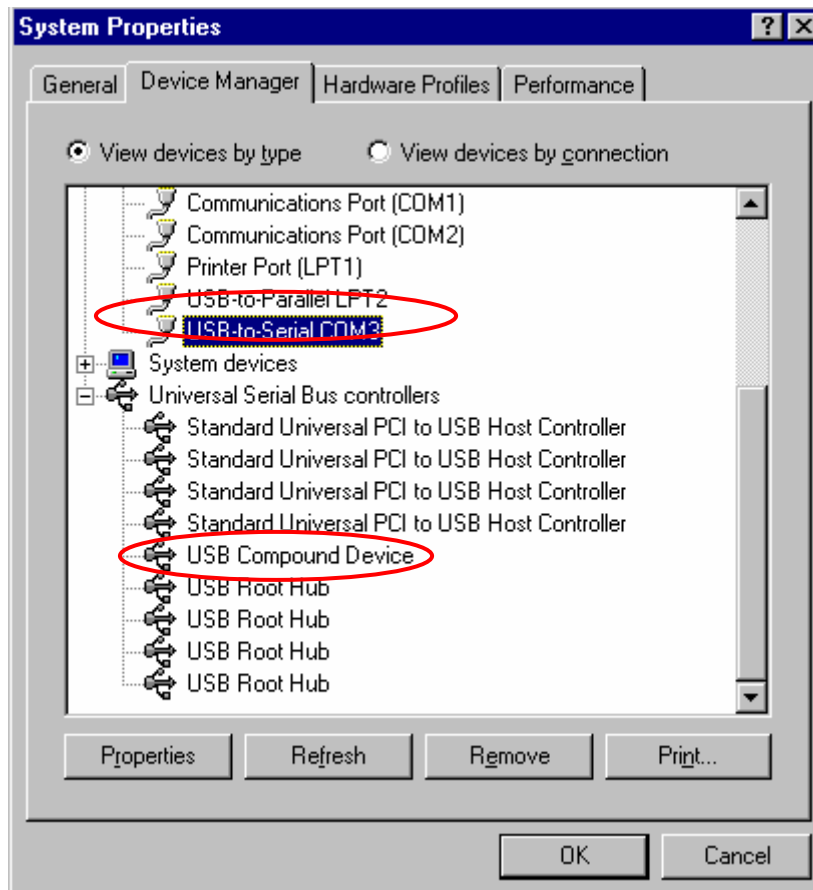 System Properties
General Device Manager Hardware Profiles Performance
View devices by type View devices by connection
Communications Port (COM1)
Communications Port (COM2)
Printer Port (LPT1)
USB-to-Parallel LPT2
USB-to-Serial COM3
System devices
Universal Serial Bus controllers
Standard Universal PCI to USB Host Controller
Standard Universal PCI to USB Host Controller
Standard Universal PCI to USB Host Controller
Standard Universal PCI to USB Host Controller
USB Compound Device
USB Root Hub
USB Root Hub
USB Root Hub
USB Root Hub
Properties Refresh Remove Print...
OK Cancel